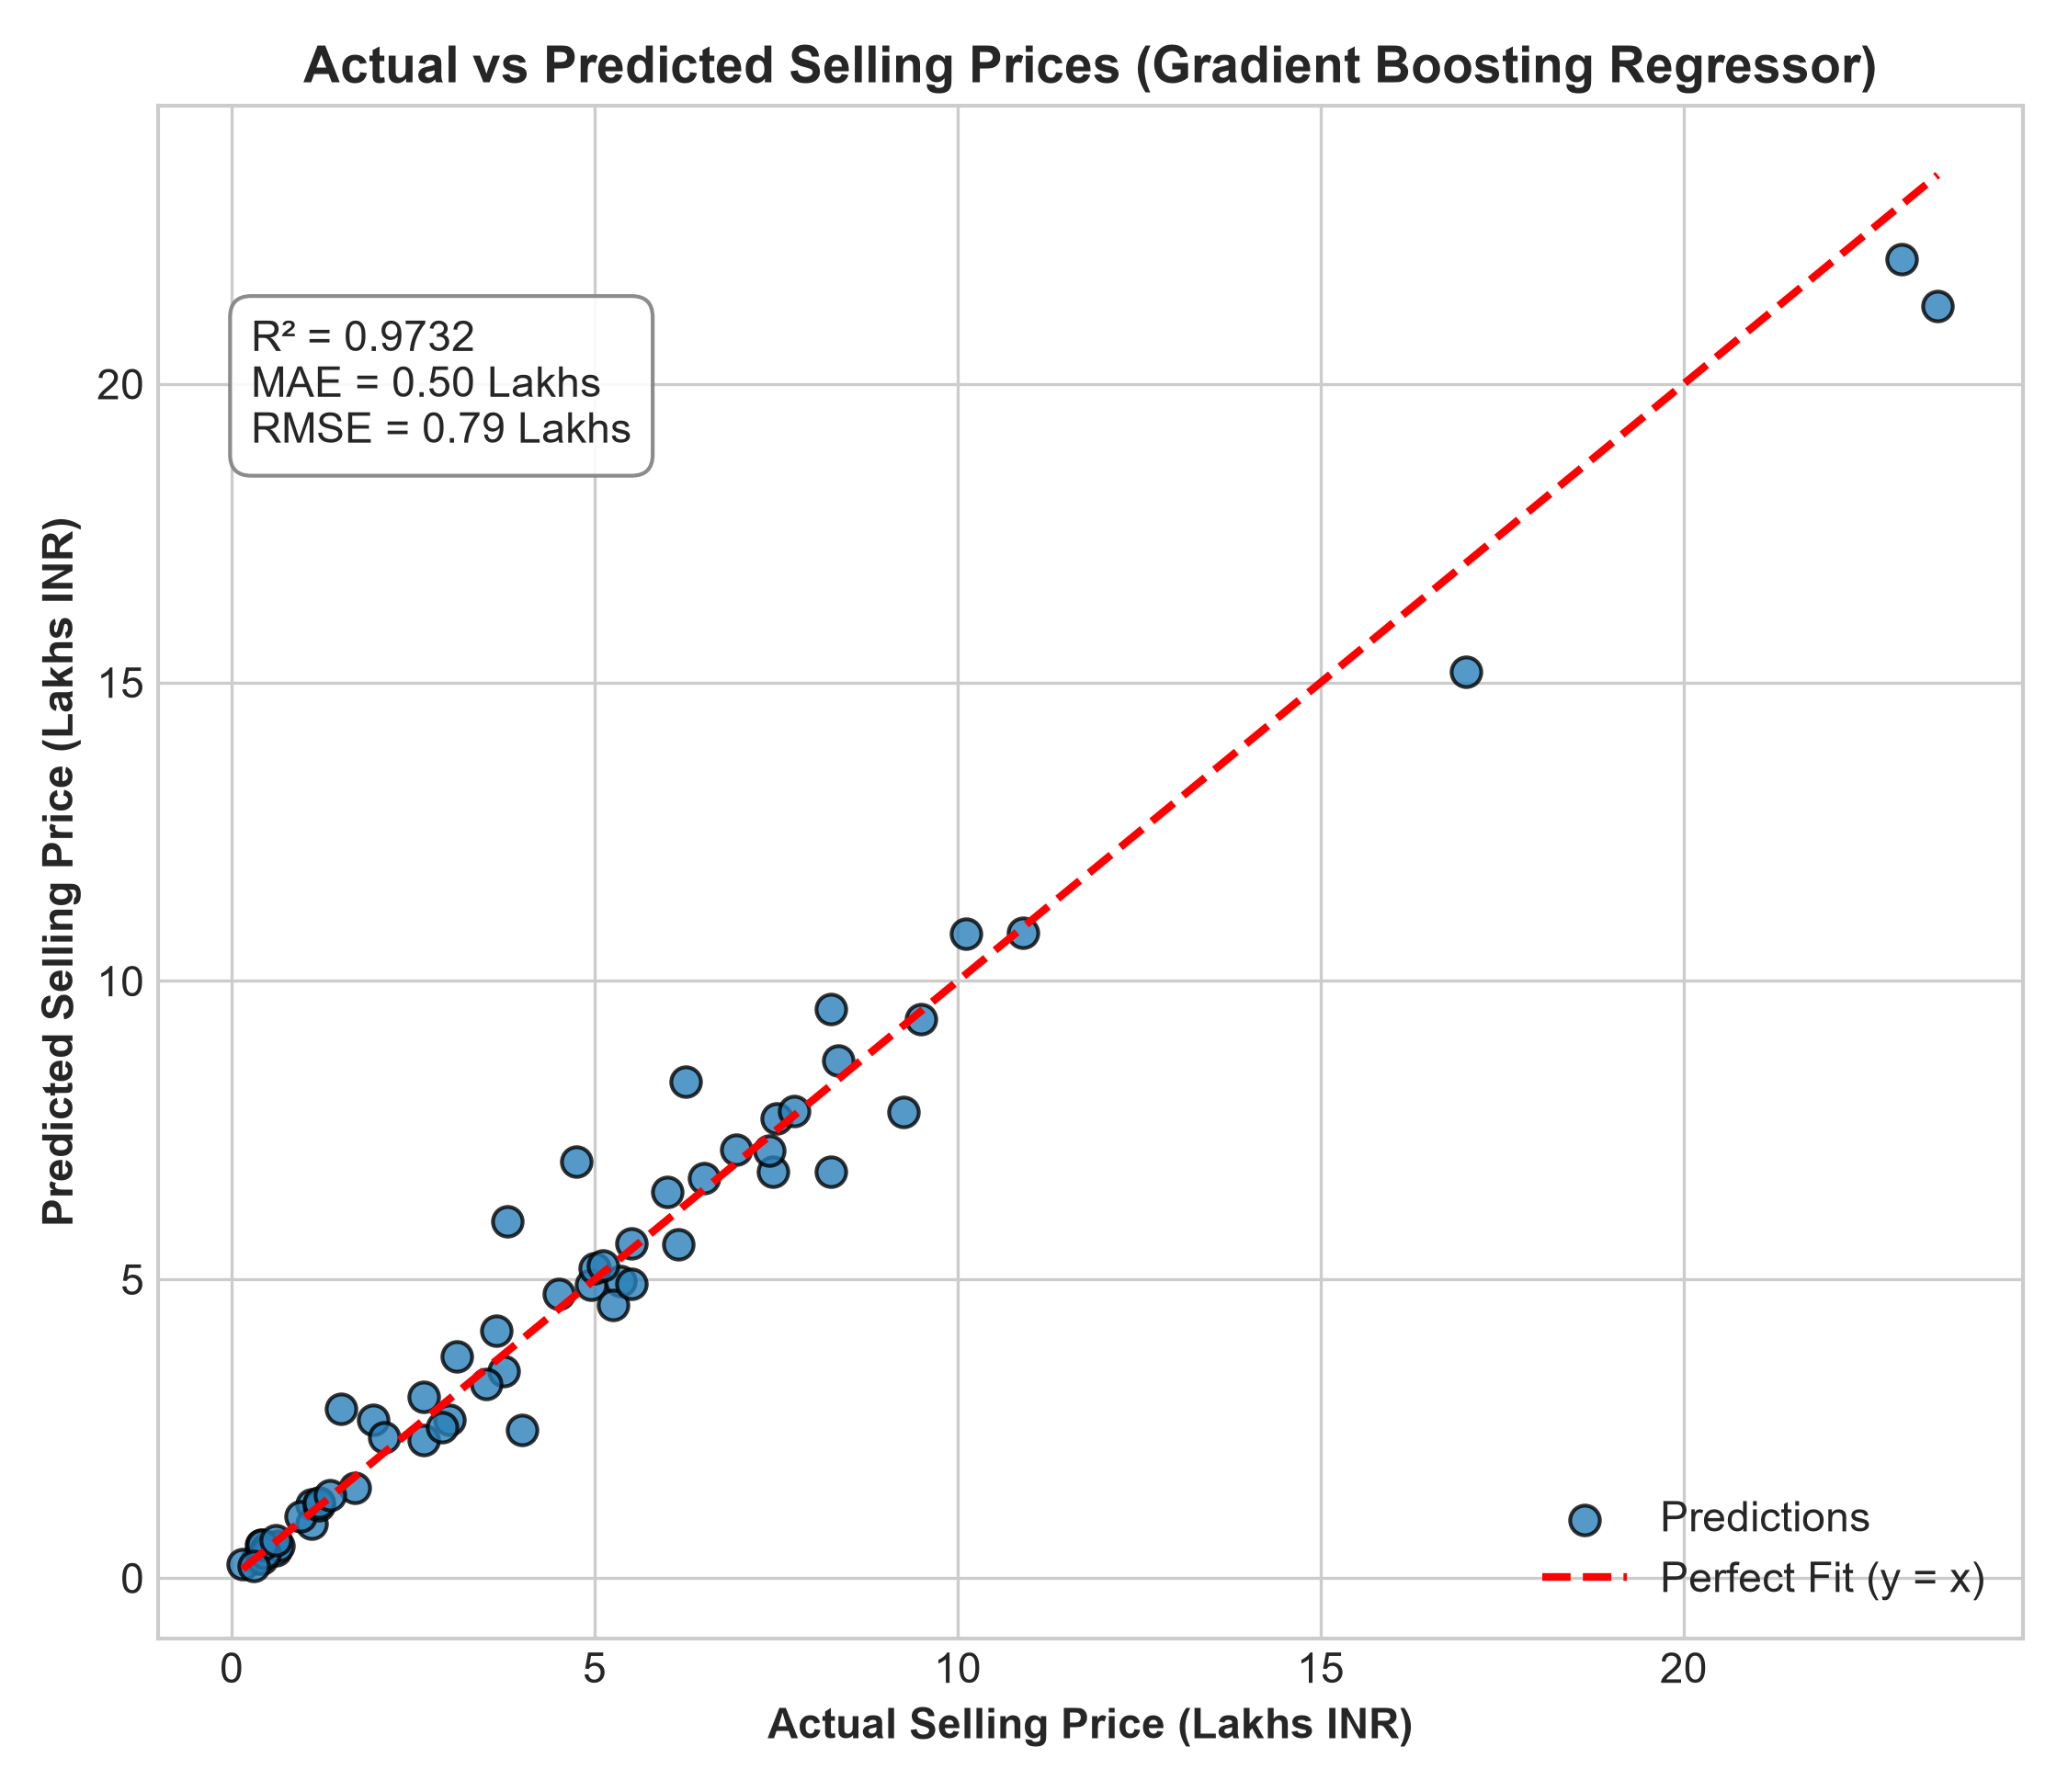 Actual vs Predicted Selling Prices (Gradient Boosting Regressor)
R² = 0.9732
MAE = 0.50 Lakhs
RMSE = 0.79 Lakhs
Predicted Selling Price (Lakhs INR)
20
15
10
5
0
Predictions
Perfect Fit (y = x)
0 5 10 15 20
Actual Selling Price (Lakhs INR)